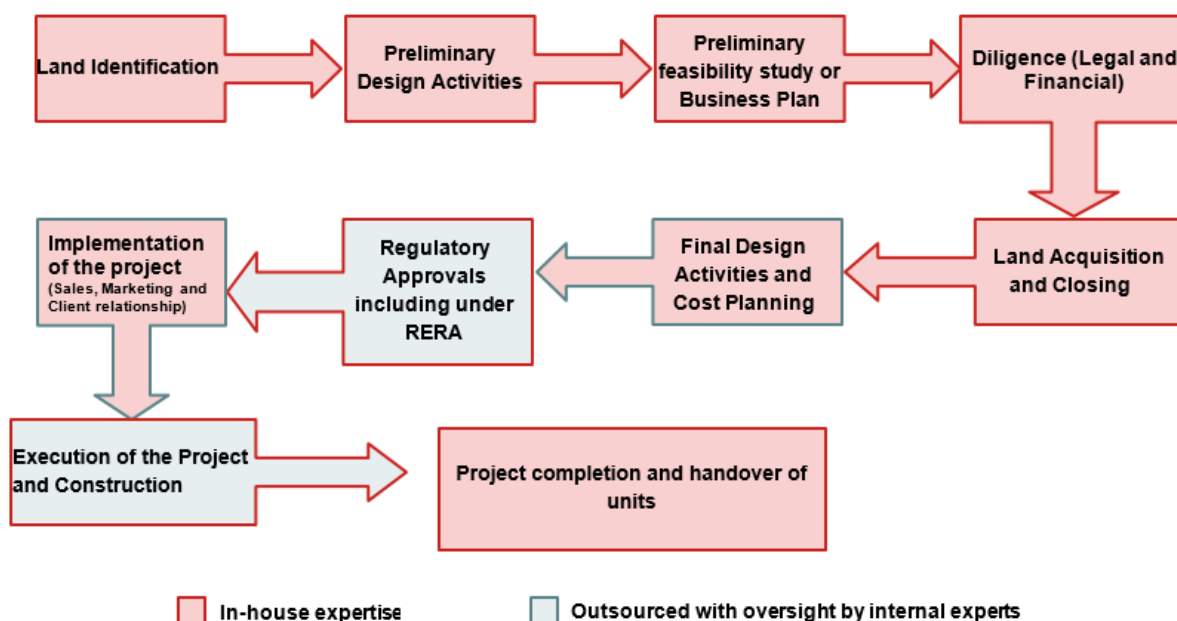 Land Identification
Preliminary
Design Activities
Preliminary
feasibility study or
Business Plan
Diligence (Legal and
Financial)
Land Acquisition
and Closing
Final Design
Activities and
Cost Planning
Regulatory
Approvals
including under
RERA
Implementation
of the project
(Sales, Marketing and
Client relationship)
Execution of the Project
and Construction
Project completion and handover of
units
In-house expertise
Outsourced with oversight by internal experts